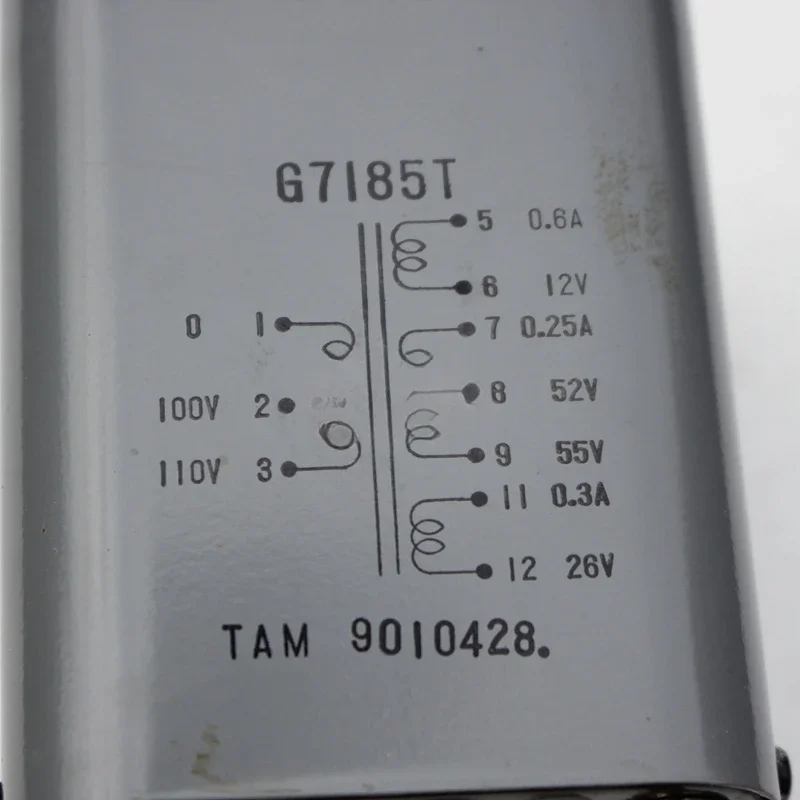 G7185T
5 0.6A
6 12V
0 1
7 0.25A
8 52V
100V 2
9 55V
110V 3
11 0.3A
12 26V
TAM 9010428.